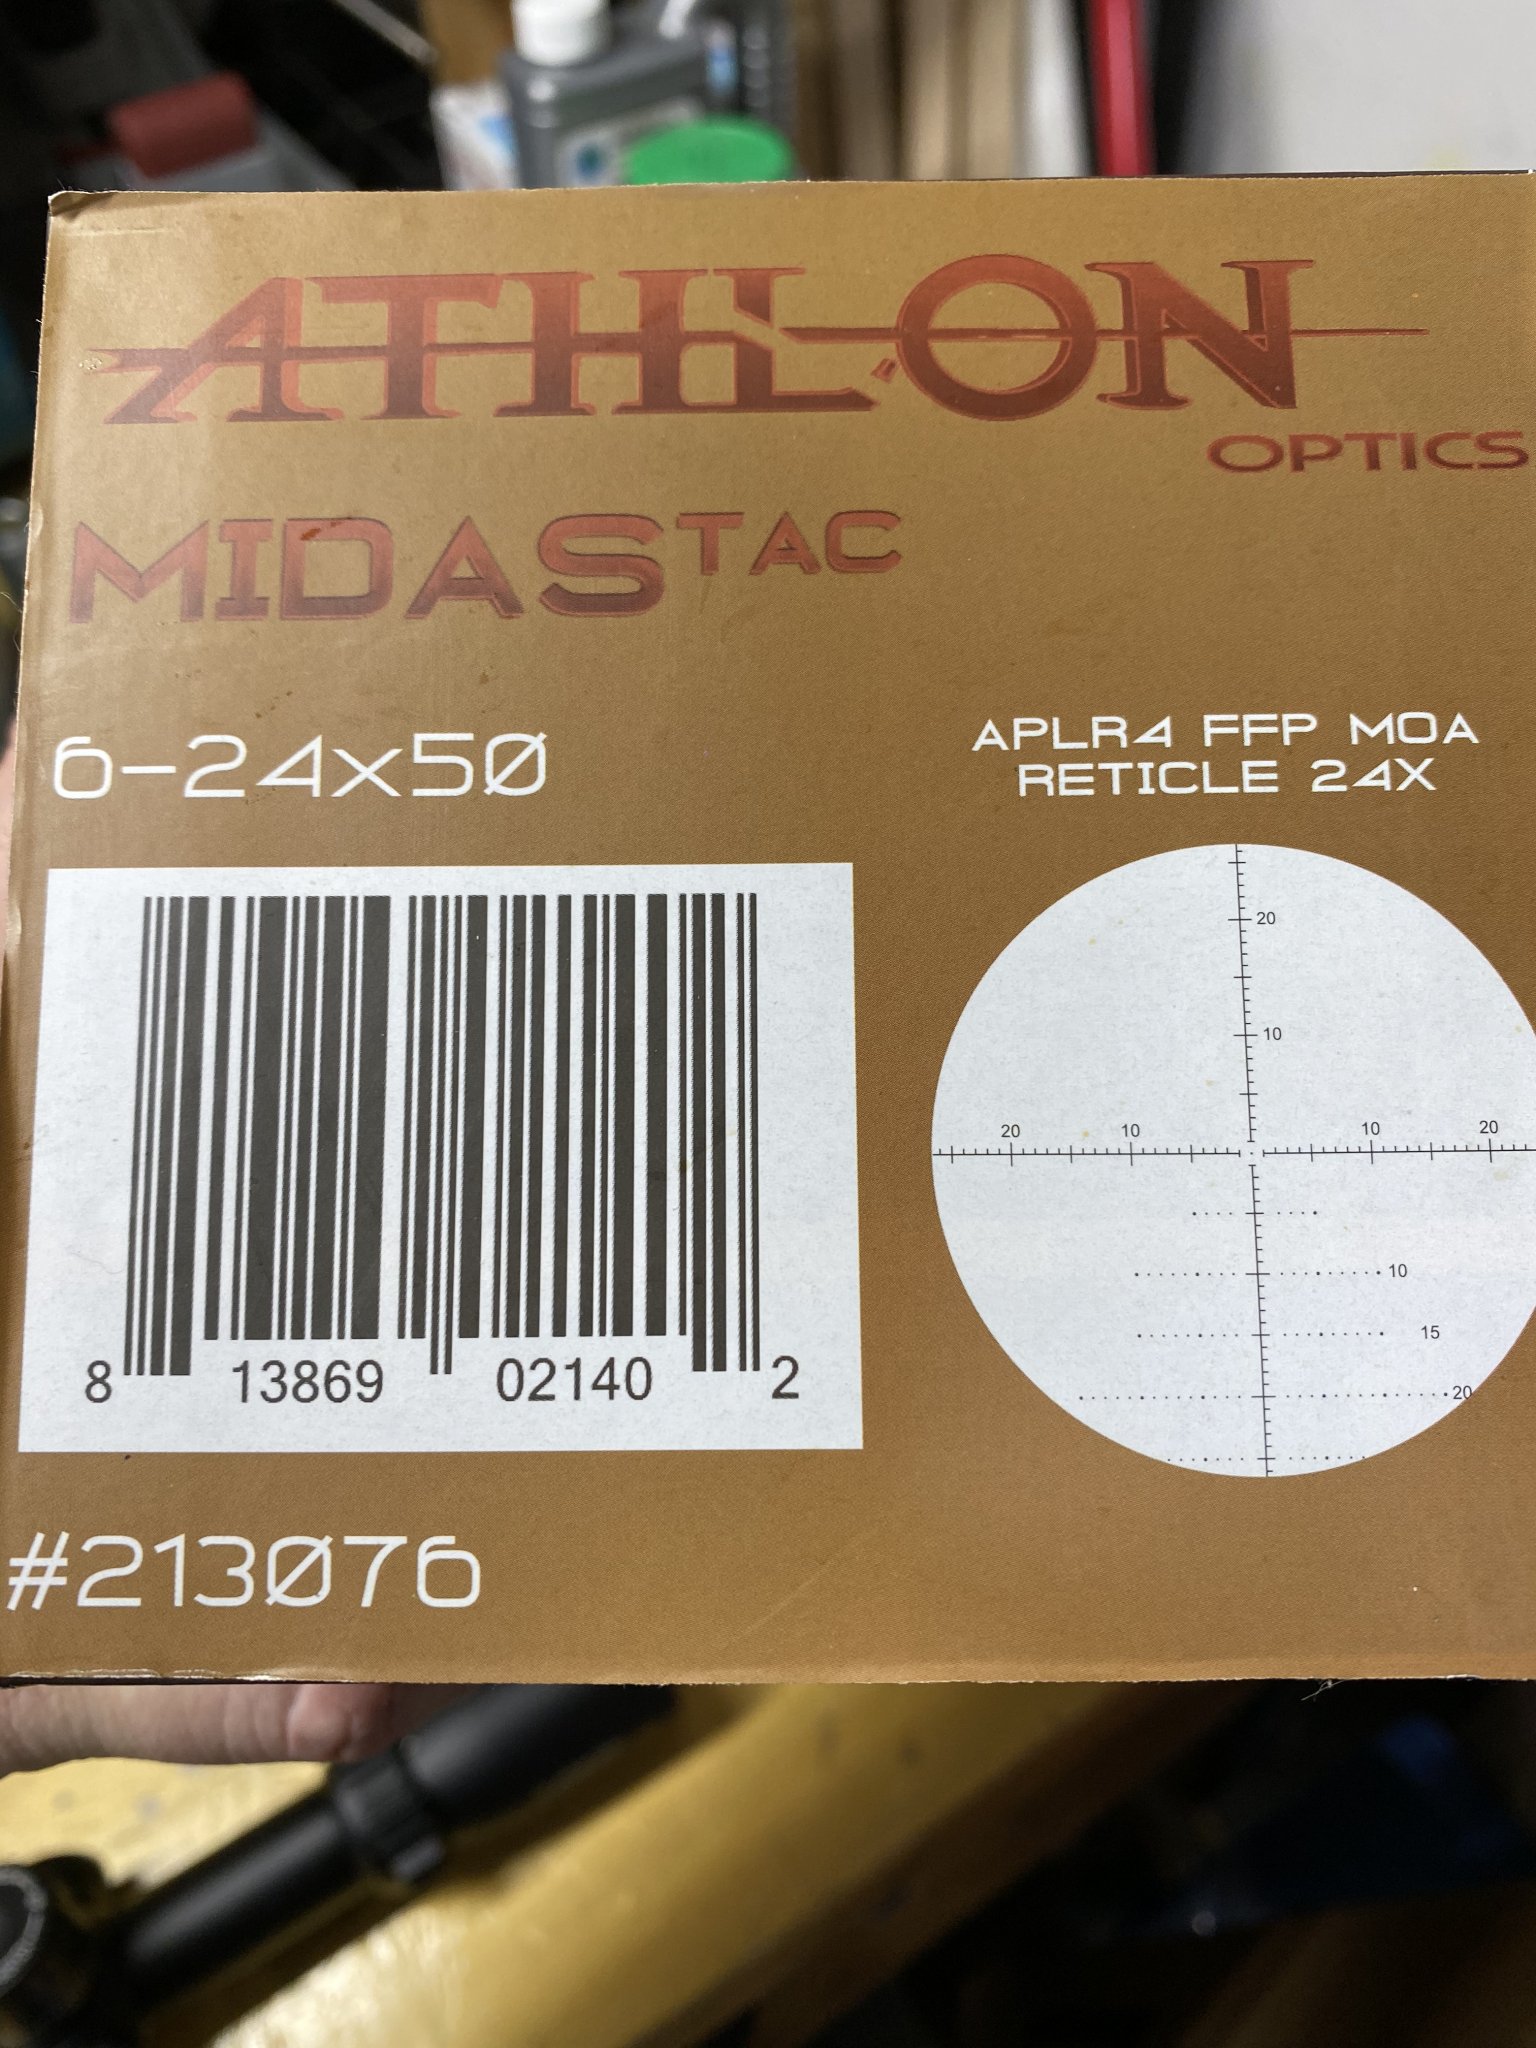 ATHLON
OPTICS
MIDAS TAC
6-24x50
APLR4 FFP MOA
RETICLE 24X
20
10
20 10 10 20
10
15
20
8 13869 02140 2
#213076